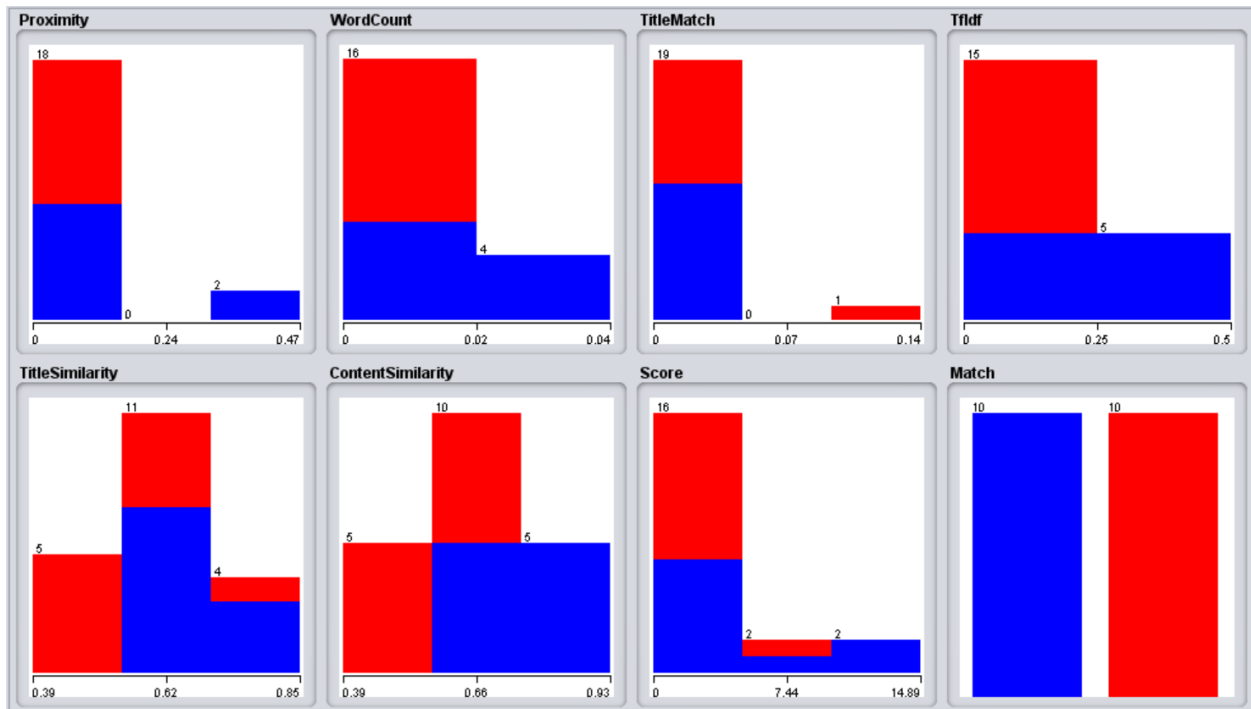 Proximity WordCount TitleMatch TfIdf
18 16 19 15
2 0 4 1 0 5
0 0.24 0.47 0 0.02 0.04 0 0.07 0.14 0 0.25 0.5
TitleSimilarity ContentSimilarity Score Match
11 10 16 10 10
5 4 5 5 2 2
0.39 0.62 0.85 0.39 0.66 0.93 0 7.44 14.89